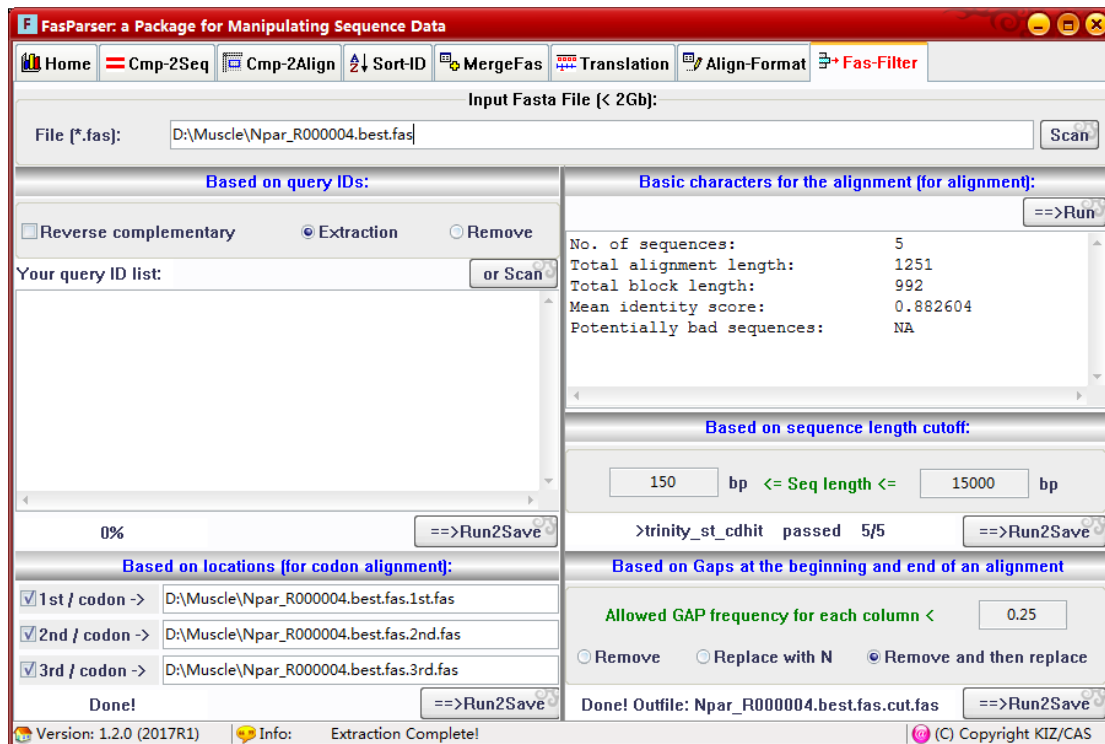 F FasParser: a Package for Manipulating Sequence Data
Home Cmp-2Seq Cmp-2Align Sort-ID MergeFas Translation Align-Format Fas-Filter
Input Fasta File (< 2Gb):
File (*.fas): D:\Muscle\Npar_R000004.best.fas Scan
Based on query IDs:
Reverse complementary Extraction Remove
Your query ID list: or Scan
0% ==>Run2Save
Based on locations (for codon alignment):
1st / codon -> D:\Muscle\Npar_R000004.best.fas.1st.fas
2nd / codon -> D:\Muscle\Npar_R000004.best.fas.2nd.fas
3rd / codon -> D:\Muscle\Npar_R000004.best.fas.3rd.fas
Done! ==>Run2Save
Basic characters for the alignment (for alignment):
==>Run
No. of sequences: 5
Total alignment length: 1251
Total block length: 992
Mean identity score: 0.882604
Potentially bad sequences: NA
Based on sequence length cutoff:
150 bp <= Seq length <= 15000 bp
>trinity_st_cdhit passed 5/5 ==>Run2Save
Based on Gaps at the beginning and end of an alignment
Allowed GAP frequency for each column < 0.25
Remove Replace with N Remove and then replace
Done! Outfile: Npar_R000004.best.fas.cut.fas ==>Run2Save
Version: 1.2.0 (2017R1) Info: Extraction Complete! @ (C) Copyright KIZ/CAS